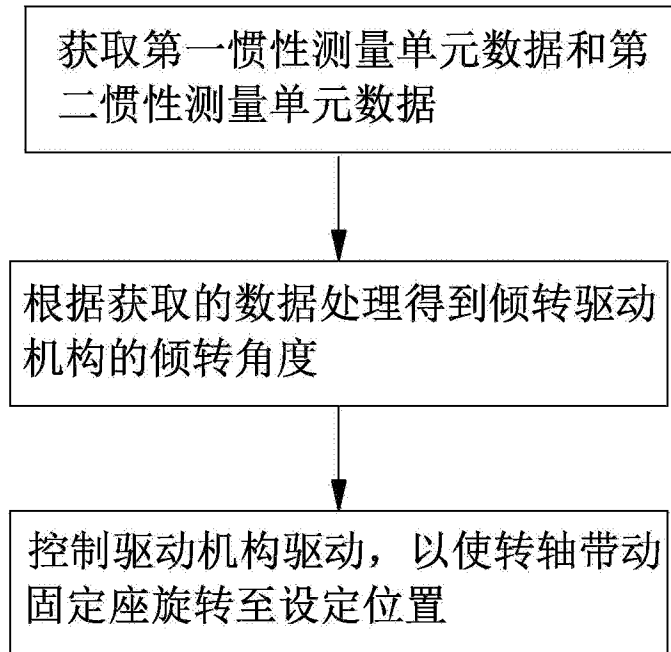 获取第一惯性测量单元数据和第
二惯性测量单元数据
根据获取的数据处理得到倾转驱动
机构的倾转角度
控制驱动机构驱动，以使转轴带动
固定座旋转至设定位置